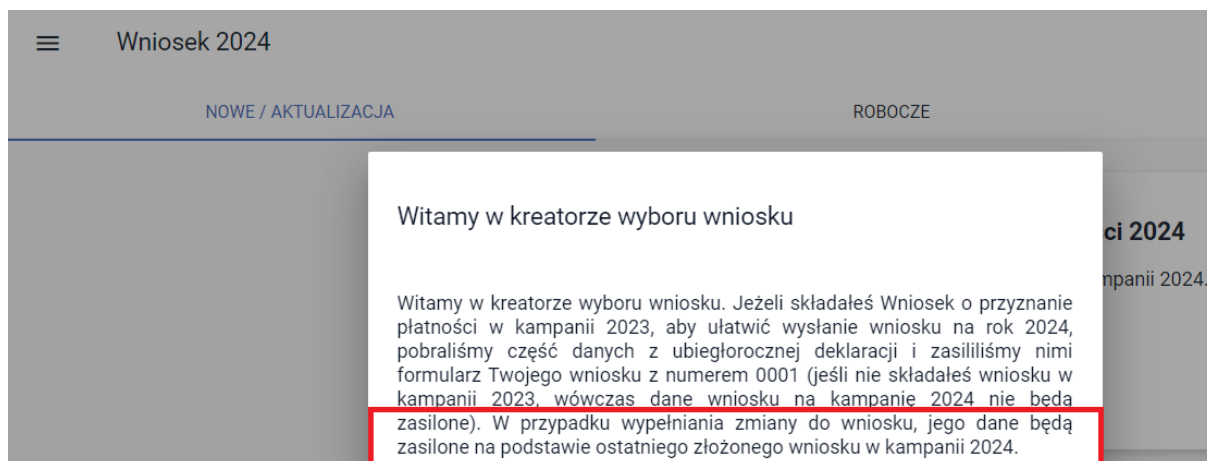 Wniosek 2024
NOWE / AKTUALIZACJA
ROBOCZE
Witamy w kreatorze wyboru wniosku
ci 2024
mpanii 2024.
Witamy w kreatorze wyboru wniosku. Jeżeli składałeś Wniosek o przyznanie
płatności w kampanii 2023, aby ułatwić wysłanie wniosku na rok 2024,
pobraliśmy część danych z ubiegłorocznej deklaracji i zasililiśmy nimi
formularz Twojego wniosku z numerem 0001 (jeśli nie składałeś wniosku w
kampanii 2023, wówczas dane wniosku na kampanię 2024 nie będą
zasilone). W przypadku wypełniania zmiany do wniosku, jego dane będą
zasilone na podstawie ostatniego złożonego wniosku w kampanii 2024.